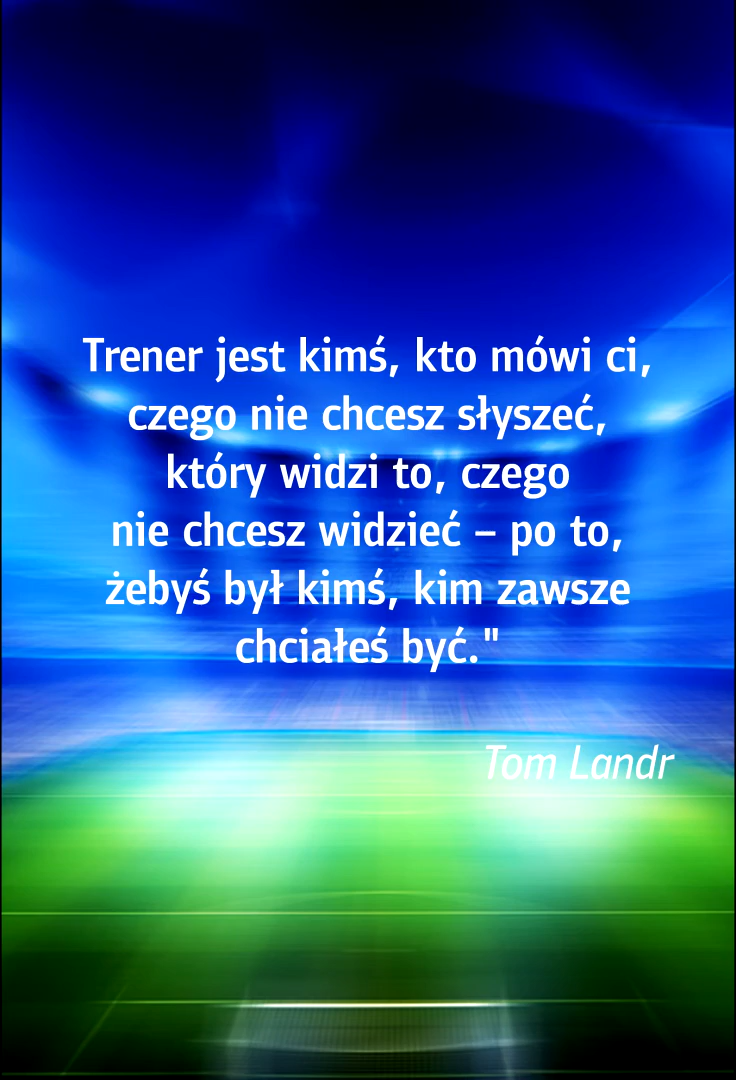 Trener jest kimś, kto mówi ci,
czego nie chcesz słyszeć,
który widzi to, czego
nie chcesz widzieć – po to,
żebyś był kimś, kim zawsze
chciałeś być."
Tom Landr